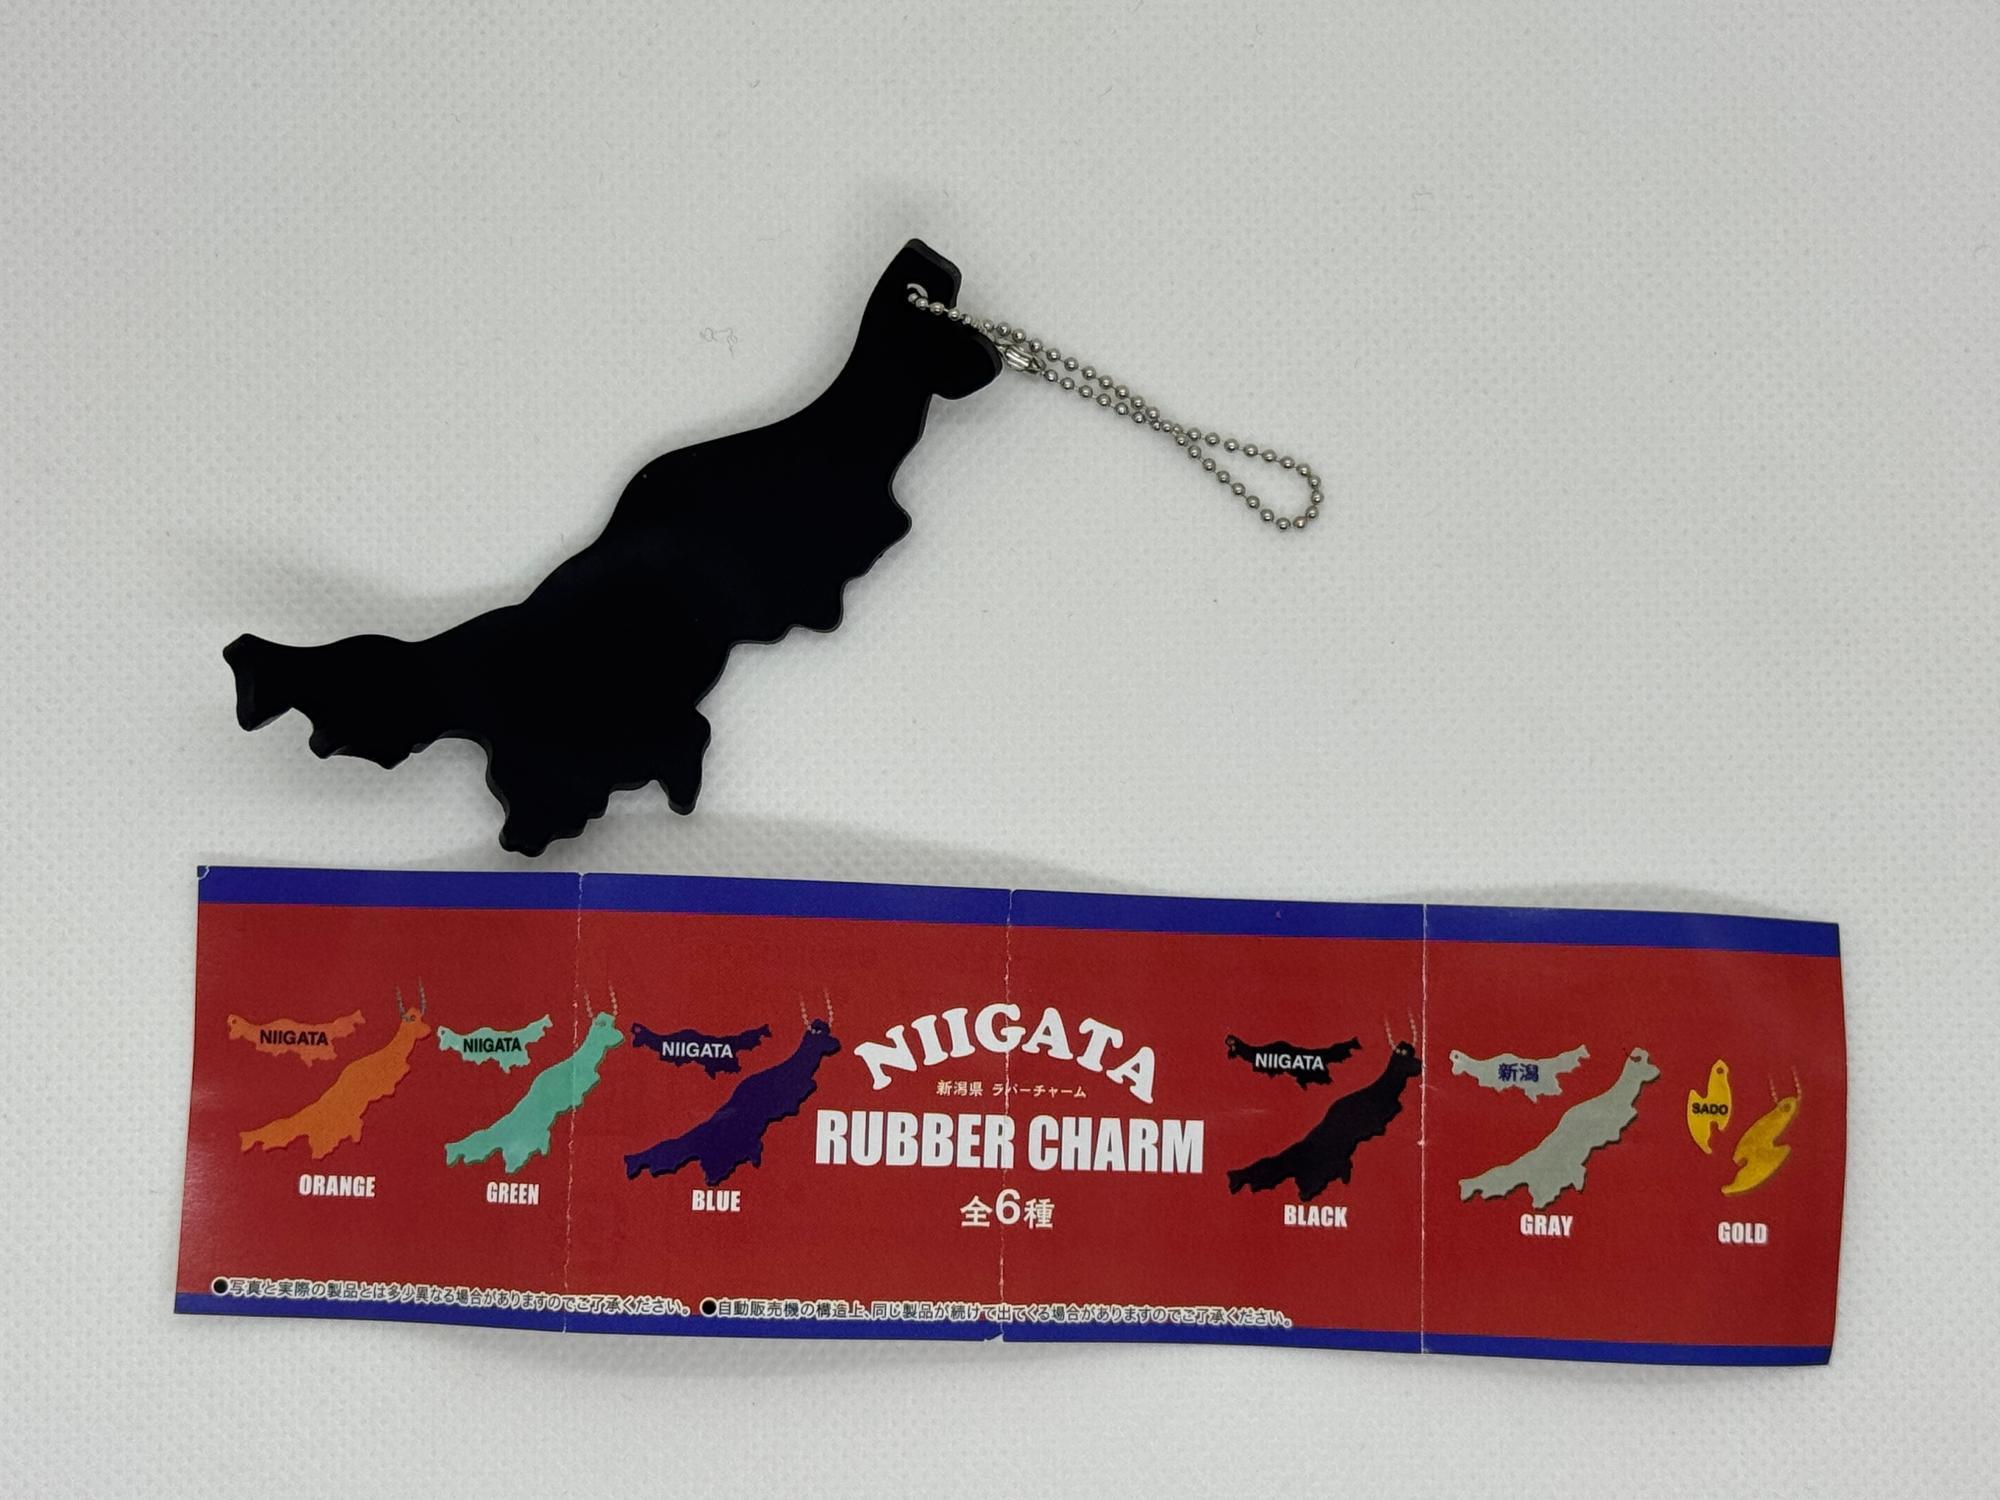 NIIGATA
NIIGATA
NIIGATA
NIIGATA
新潟県 ラバーチャーム
RUBBER CHARM
全6種
NIIGATA
新潟
SADO
ORANGE
GREEN
BLUE
BLACK
GRAY
GOLD
●写真と実際の製品とは多少異なる場合がありますのでご了承ください。 ●自動販売機の構造上、同じ製品が続けて出てくる場合がありますのでご了承ください。